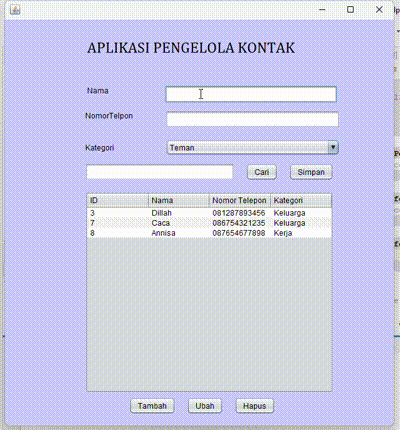 APLIKASI PENGELOLA KONTAK
Nama
NomorTelpon
Kategori Teman
Cari Simpan
ID Nama Nomor Telepon Kategori
3 Dillah 081287893456 Keluarga
7 Caca 086754321235 Keluarga
8 Annisa 087654677898 Kerja
Tambah Ubah Hapus